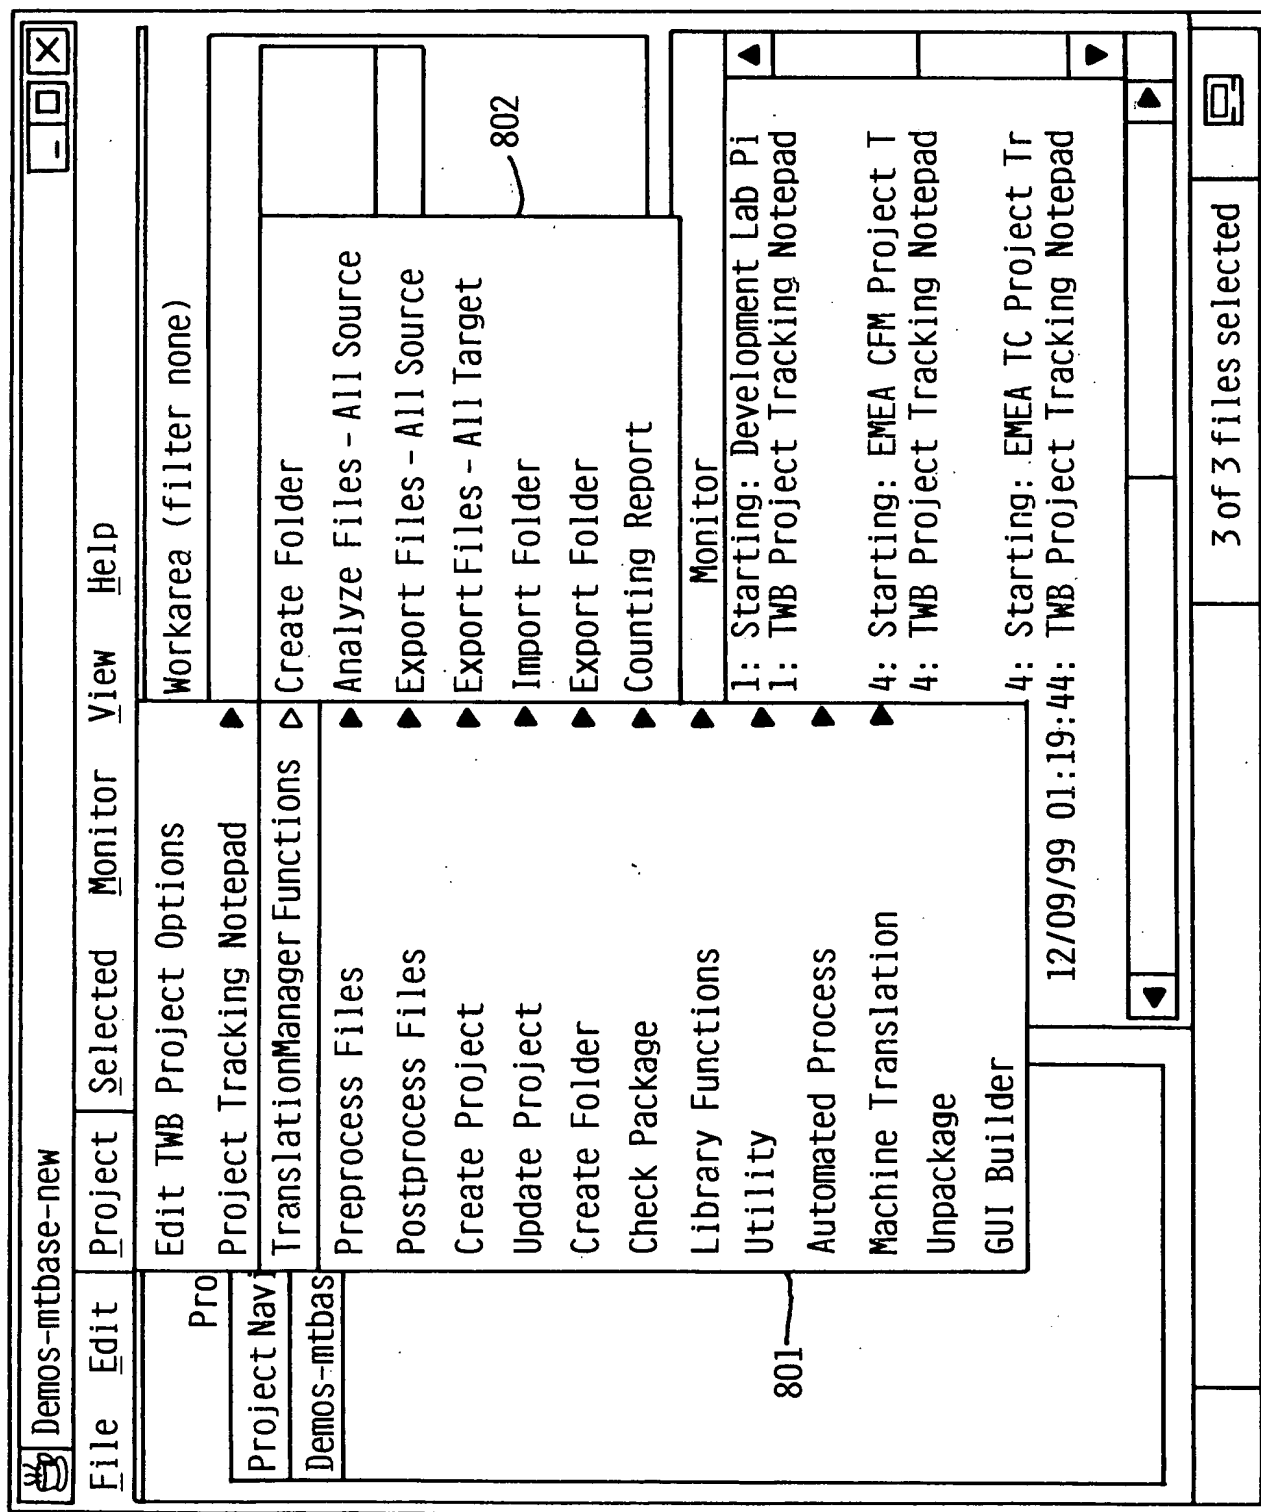 Demos-mtbase-new
File Edit Project Selected Monitor View Help
Pro
Project Navi
Demos-mtbas
Edit TWB Project Options
Project Tracking Notepad
TranslationManager Functions
Preprocess Files
Postprocess Files
Create Project
Update Project
Create Folder
Check Package
Library Functions
Utility
Automated Process
Machine Translation
Unpackage
GUI Builder
801
Workarea (filter none)
Create Folder
Analyze Files - All Source
Export Files - All Source
Export Files - All Target
Import Folder
Export Folder
Counting Report
802
Monitor
1: Starting: Development Lab Pi
1: TWB Project Tracking Notepad
4: Starting: EMEA CFM Project T
4: TWB Project Tracking Notepad
4: Starting: EMEA TC Project Tr
12/09/99 01:19:44: TWB Project Tracking Notepad
3 of 3 files selected